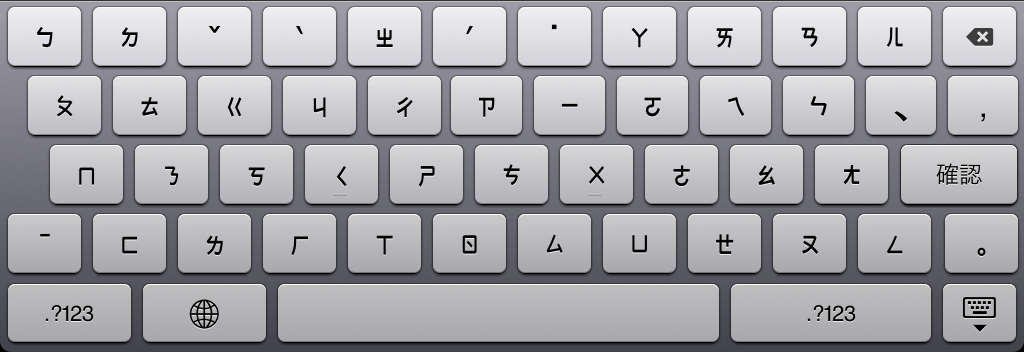 ㄅ ㄉ ˇ ˋ ㄓ ˊ ˙ ㄚ ㄞ ㄢ ㄦ
ㄆ ㄊ ㄍ ㄐ ㄔ ㄗ ㄧ ㄛ ㄟ ㄣ 、 ,
ㄇ ㄋ ㄎ ㄑ ㄕ ㄘ ㄨ ㄜ ㄠ ㄤ 確認
ˉ ㄈ ㄌ ㄏ ㄒ ㄖ ㄙ ㄩ ㄝ ㄡ ㄥ 。
.?123 .?123